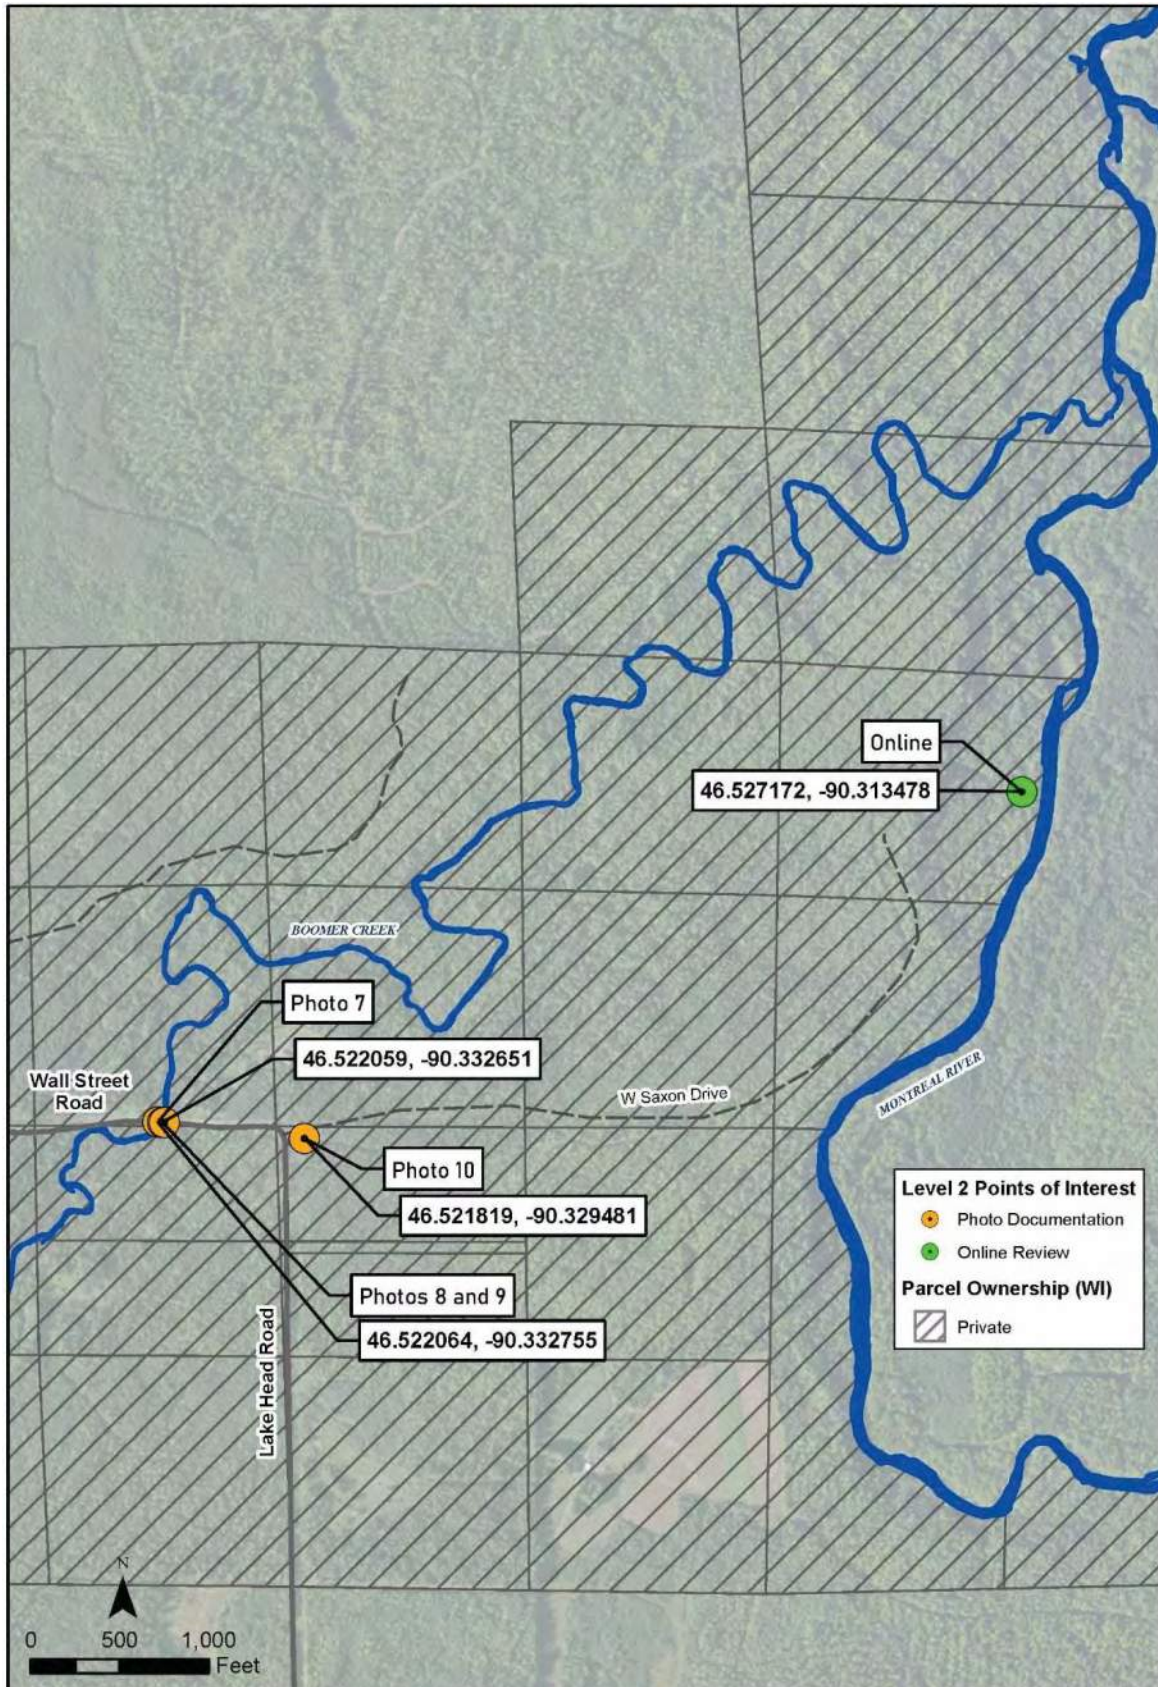 Online
46.527172, -90.313478
BOOMER CREEK
Photo 7
46.522059, -90.332651
Wall Street
Road
W Saxon Drive
MONTREAL RIVER
Photo 10
46.521819, -90.329481
Photos 8 and 9
46.522064, -90.332755
Lake Head Road
Level 2 Points of Interest
Photo Documentation
Online Review
Parcel Ownership (WI)
Private
N
0 500 1,000
Feet